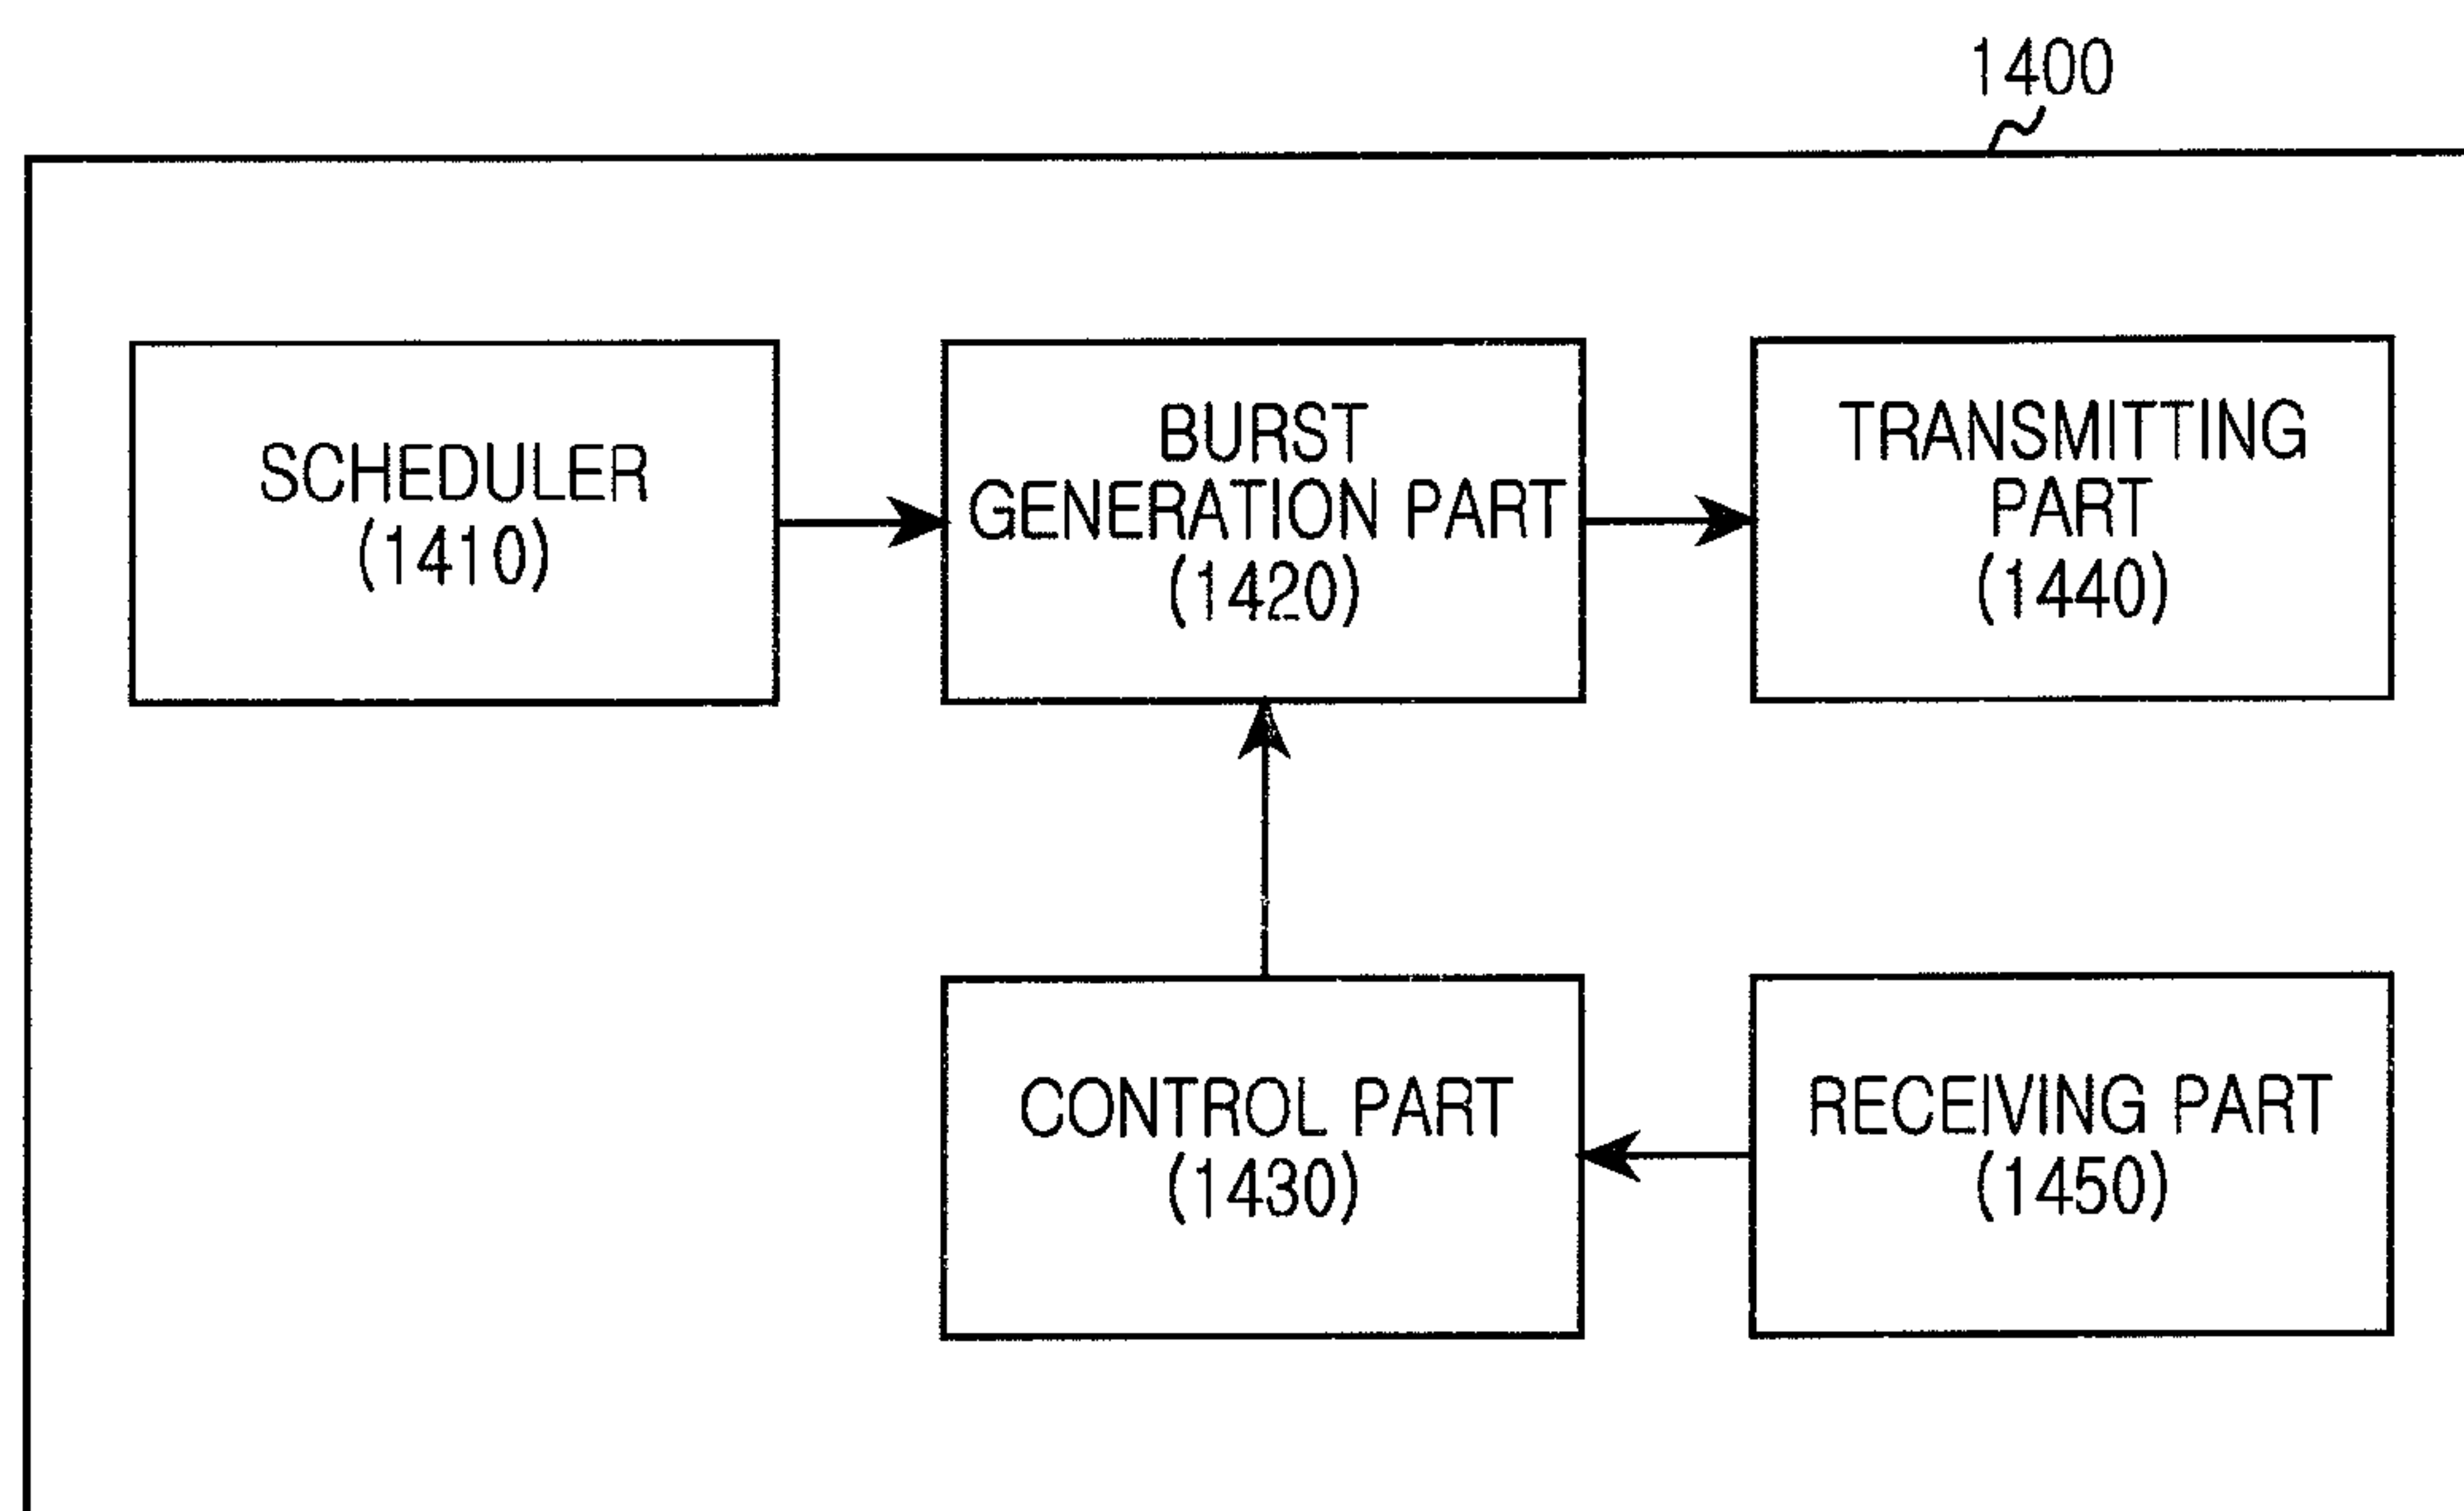 1400
SCHEDULER
(1410)
BURST
GENERATION PART
(1420)
TRANSMITTING
PART
(1440)
CONTROL PART
(1430)
RECEIVING PART
(1450)